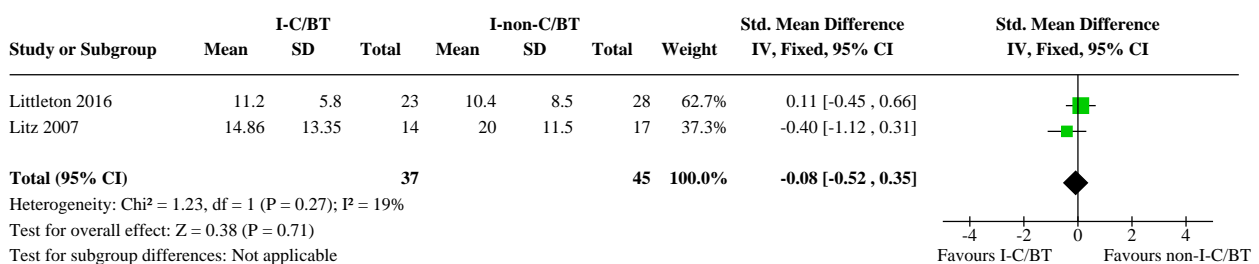 I-C/BT I-non-C/BT Std. Mean Difference Std. Mean Difference
Study or Subgroup Mean SD Total Mean SD Total Weight IV, Fixed, 95% CI IV, Fixed, 95% CI
Littleton 2016 11.2 5.8 23 10.4 8.5 28 62.7% 0.11 [-0.45 , 0.66]
Litz 2007 14.86 13.35 14 20 11.5 17 37.3% -0.40 [-1.12 , 0.31]
Total (95% CI) 37 45 100.0% -0.08 [-0.52 , 0.35]
Heterogeneity: Chi² = 1.23, df = 1 (P = 0.27); I² = 19%
Test for overall effect: Z = 0.38 (P = 0.71)
-4 -2 0 2 4
Test for subgroup differences: Not applicable Favours I-C/BT Favours non-I-C/BT